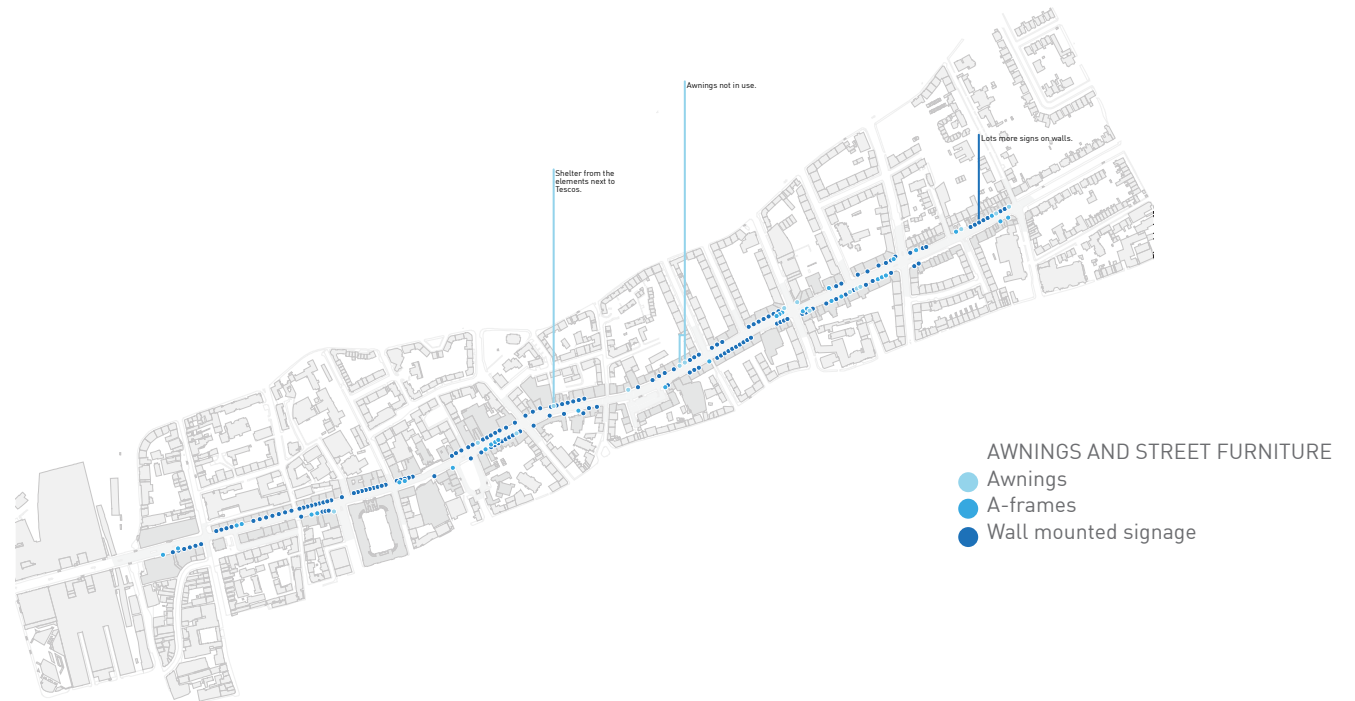 Awnings not in use.
Lots more signs on walls.
Shelter from the
elements next to
Tescos.
AWNINGS AND STREET FURNITURE
Awnings
A-frames
Wall mounted signage